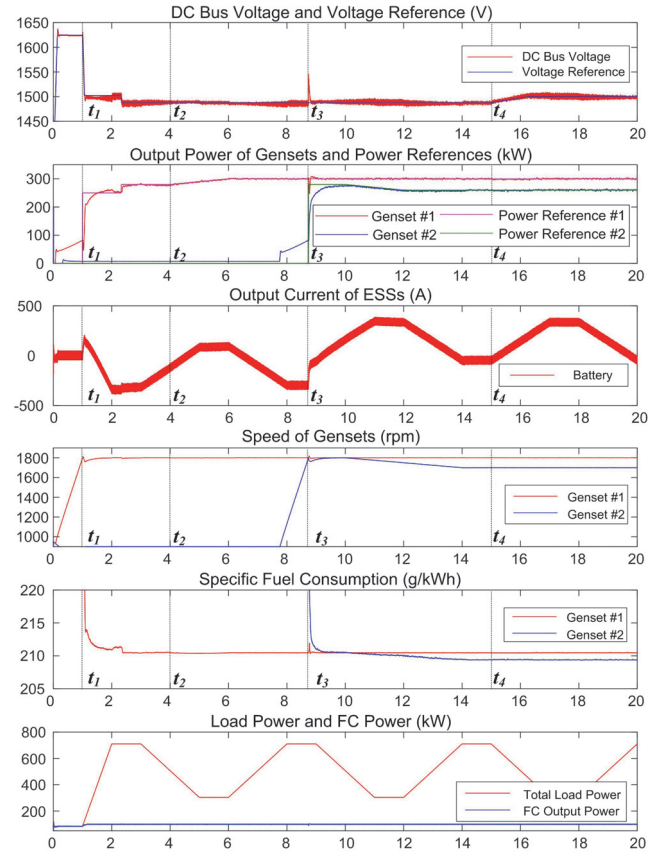 DC Bus Voltage and Voltage Reference (V)
1650
1600
1550
1500
1450
DC Bus Voltage
Voltage Reference
t1 t2 t3 t4
0 2 4 6 8 10 12 14 16 18 20
Output Power of Gensets and Power References (kW)
300
200
100
0
Genset #1 Power Reference #1
Genset #2 Power Reference #2
t1 t2 t3 t4
0 2 4 6 8 10 12 14 16 18 20
Output Current of ESSs (A)
500
0
-500
Battery
t1 t2 t3 t4
0 2 4 6 8 10 12 14 16 18 20
Speed of Gensets (rpm)
1800
1600
1400
1200
1000
Genset #1
Genset #2
t1 t2 t3 t4
0 2 4 6 8 10 12 14 16 18 20
Specific Fuel Consumption (g/kWh)
220
215
210
205
Genset #1
Genset #2
t1 t2 t3 t4
0 2 4 6 8 10 12 14 16 18 20
Load Power and FC Power (kW)
800
600
400
200
Total Load Power
FC Output Power
0 2 4 6 8 10 12 14 16 18 20